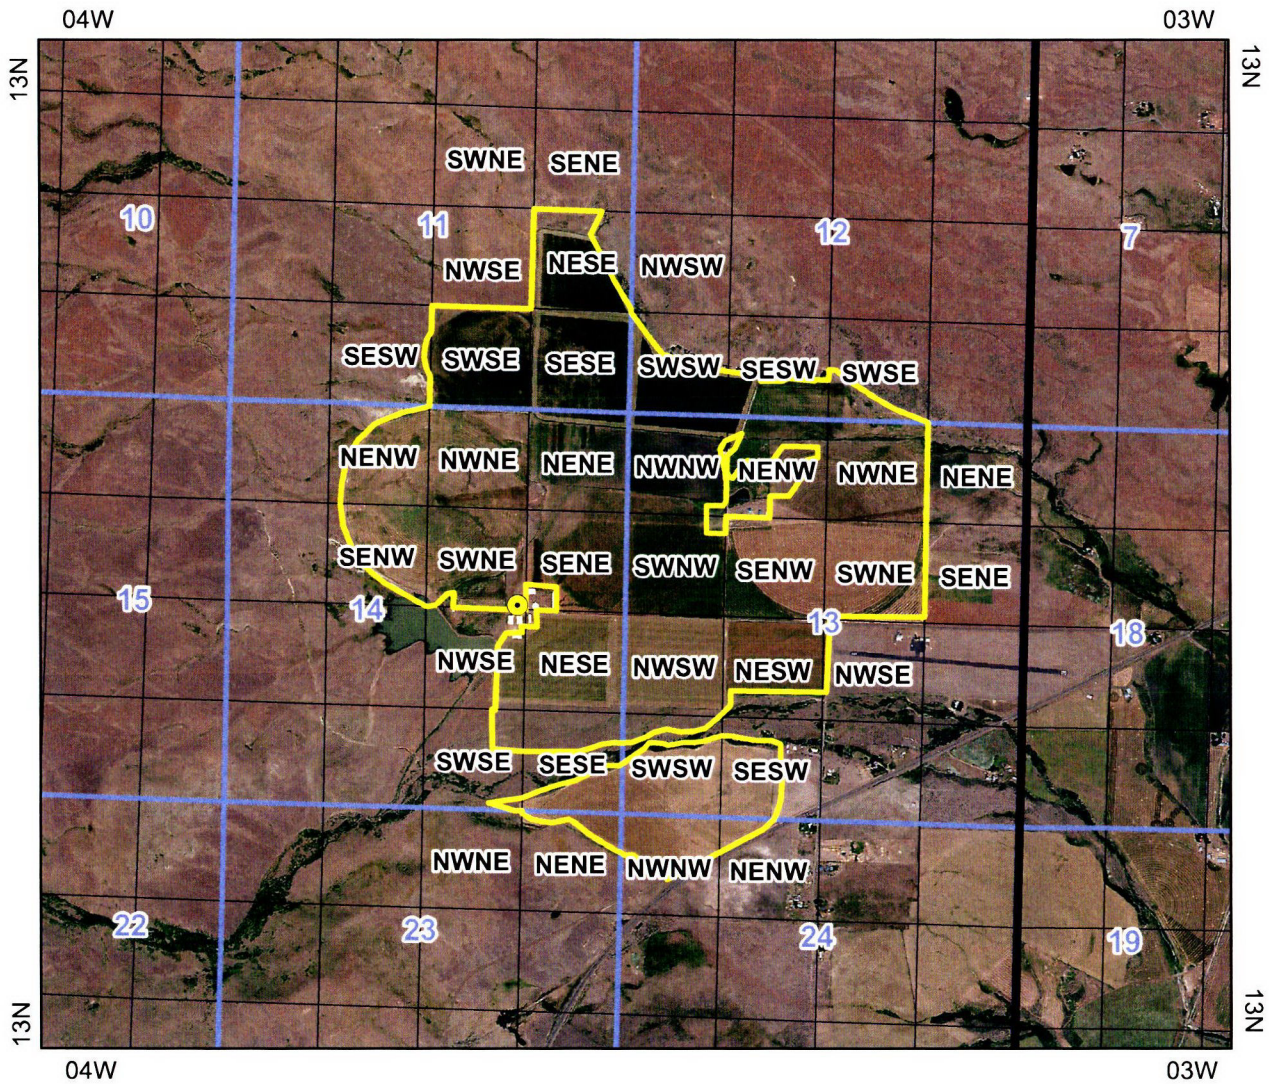 04W 03W
13N 13N
SWNE SENE
10 11 12 7
NWSE NESE NWSW
SESW SWSE SESE SWSW SESW SWSE
NENW NWNE NENE NWNW NENW NWNE NENE
SENW SWNE SENE SWNW SENW SWNE SENE
15 14 13 18
NWSE NESE NWSW NESW NWSE
SWSE SESE SWSW SESW
NWNE NENE NWNW NENW
22 23 24 19
13N 13N
04W 03W